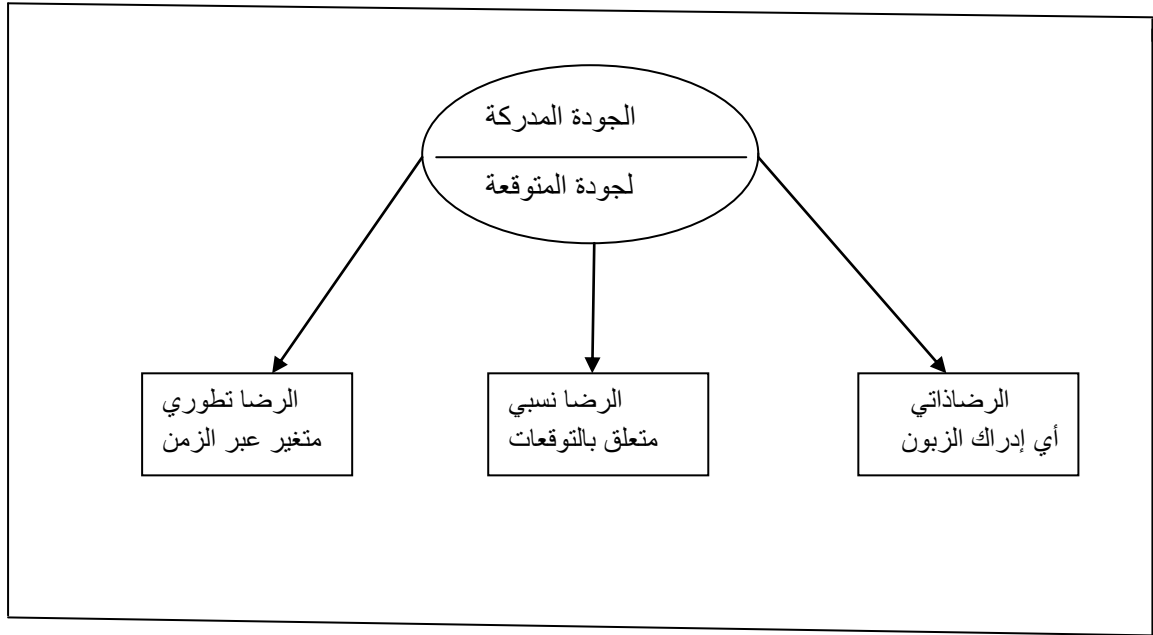 الجودة المدركة
لجودة المتوقعة
الرضاذاتي
أي إدراك الزبون
الرضا نسبي
متعلق بالتوقعات
الرضا تطوري
متغير عبر الزمن